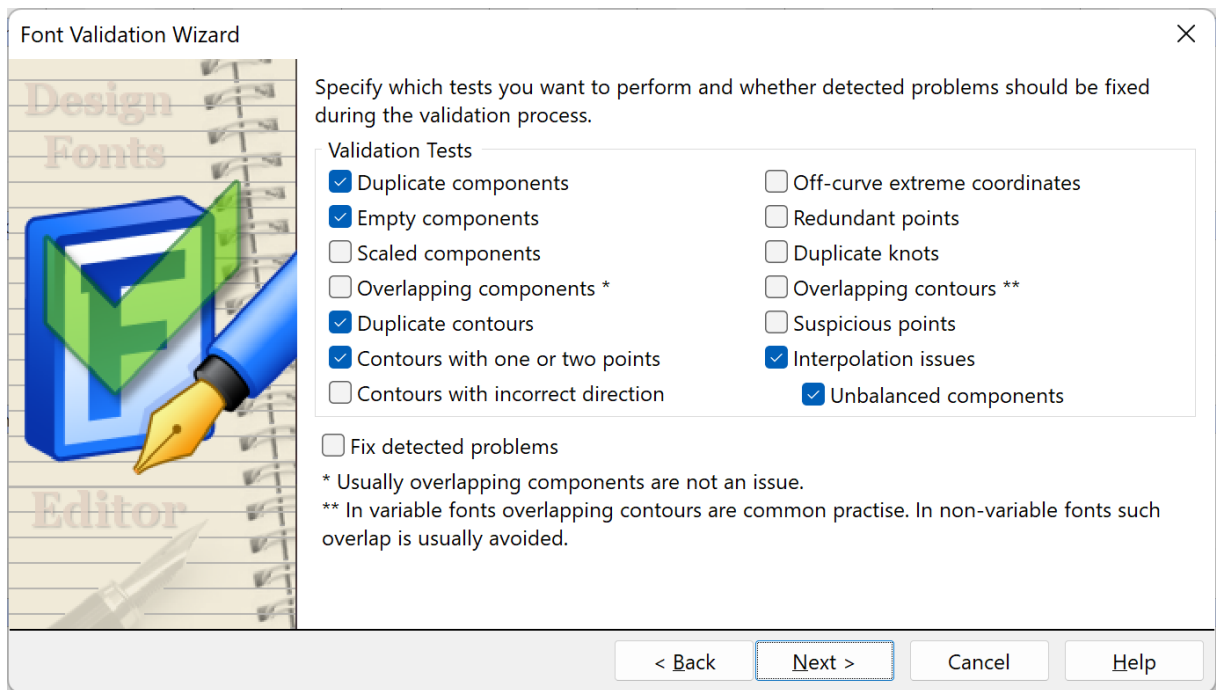 Font Validation Wizard
Design
Fonts
Editor
Specify which tests you want to perform and whether detected problems should be fixed
during the validation process.
Validation Tests
Duplicate components
Empty components
Scaled components
Overlapping components *
Duplicate contours
Contours with one or two points
Contours with incorrect direction
Off-curve extreme coordinates
Redundant points
Duplicate knots
Overlapping contours **
Suspicious points
Interpolation issues
Unbalanced components
Fix detected problems
* Usually overlapping components are not an issue.
** In variable fonts overlapping contours are common practise. In non-variable fonts such
overlap is usually avoided.
< Back
Next >
Cancel
Help